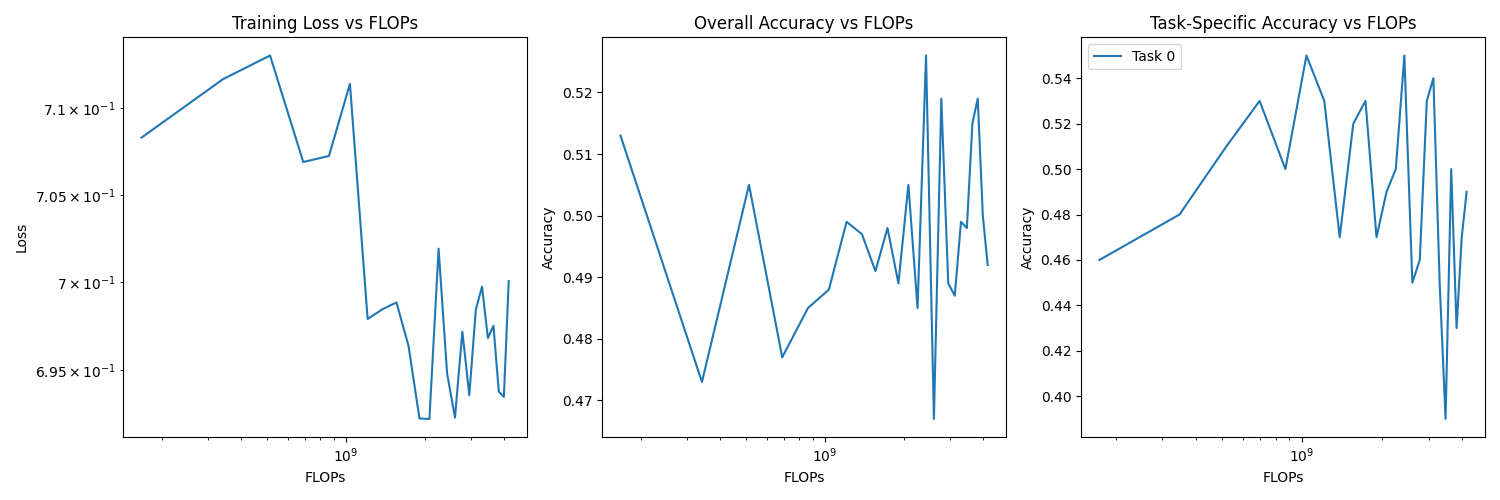 Training Loss vs FLOPs
7.1 × 10⁻¹
7.05 × 10⁻¹
7 × 10⁻¹
6.95 × 10⁻¹
Loss
10⁹
FLOPs
Overall Accuracy vs FLOPs
0.52
0.51
0.50
0.49
0.48
0.47
Accuracy
10⁹
FLOPs
Task-Specific Accuracy vs FLOPs
Task 0
0.54
0.52
0.50
0.48
0.46
0.44
0.42
0.40
Accuracy
10⁹
FLOPs